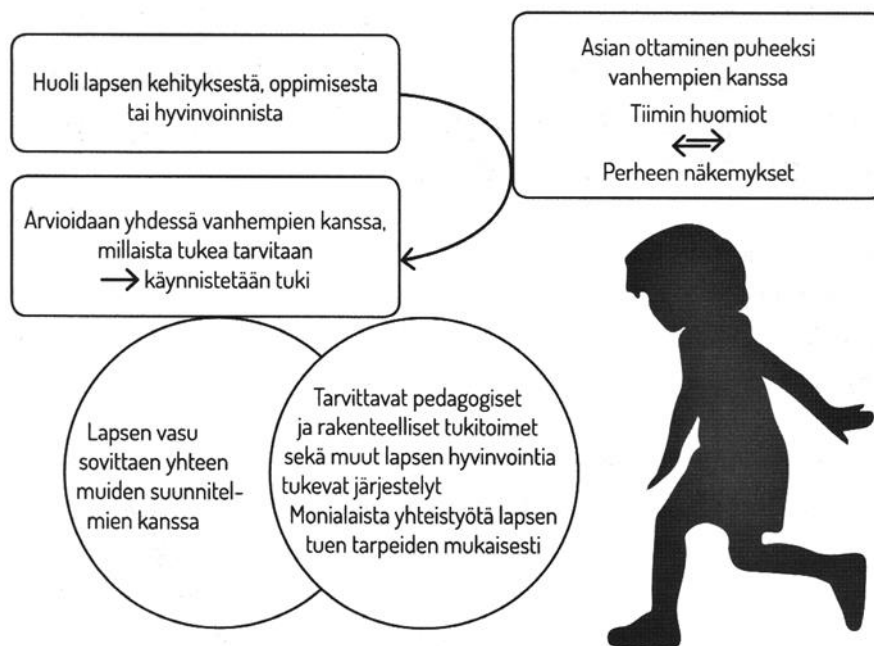 Huoli lapsen kehityksestä, oppimisesta
tai hyvinvoinnista
Asian ottaminen puheeksi
vanhempien kanssa
Tiimin huomiot
⇐⇒
Perheen näkemykset
Arvioidaan yhdessä vanhempien kanssa,
millaista tukea tarvitaan
→ käynnistetään tuki
Lapsen vasu
sovittaen yhteen
muiden suunnitel-
mien kanssa
Tarvittavat pedagogiset
ja rakenteelliset tukitoimet
sekä muut lapsen hyvinvointia
tukevat järjestelyt
Monialaista yhteistyötä lapsen
tuen tarpeiden mukaisesti